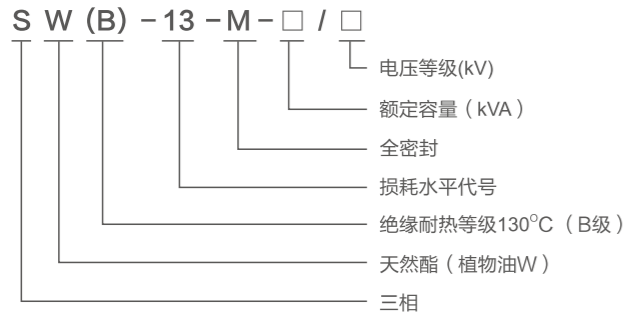 S W (B) - 13 - M - □ / □
电压等级(kV)
额定容量（kVA）
全密封
损耗水平代号
绝缘耐热等级130°C（B级）
天然酯（植物油W）
三相